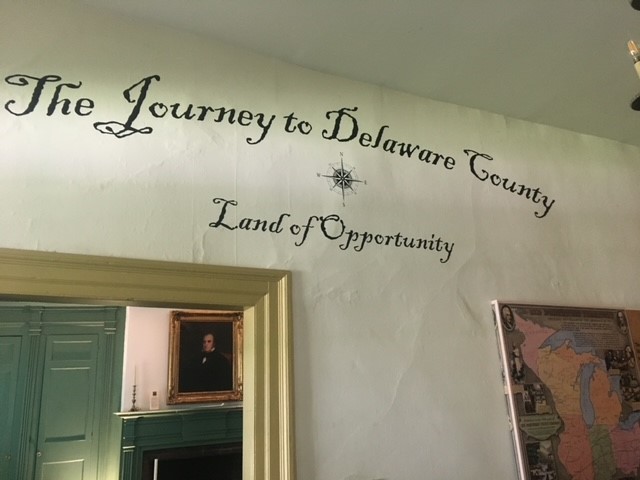 The Journey to Delaware County
Land of Opportunity